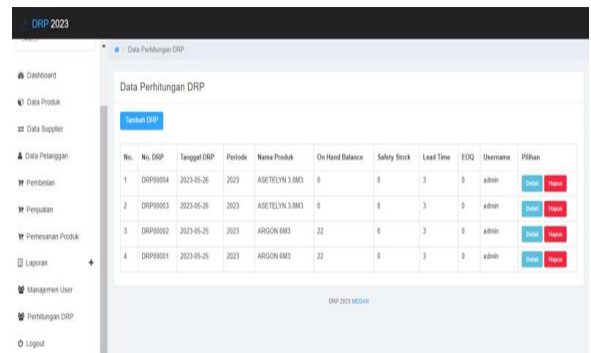 DRP 2023
Search
Data Perhitungan DRP
Dashboard
Data Produk
Data Supplier
Data Pelanggan
Pembelian
Penjualan
Pemesanan Produk
Laporan +
Manajemen User
Perhitungan DRP
Logout
Data Perhitungan DRP
Tambah DRP
No. No. DRP Tanggal DRP Periode Nama Produk On Hand Balance Safety Stock Lead Time EOQ Username Pilihan
1 DRP00004 2023-05-26 2023 ASETELYN 3.8M3 0 0 3 0 admin Detail Hapus
2 DRP00003 2023-05-26 2023 ASETELYN 3.8M3 0 0 3 0 admin Detail Hapus
3 DRP00002 2023-05-25 2023 ARGON 6M3 22 0 3 0 admin Detail Hapus
4 DRP00001 2023-05-25 2023 ARGON 6M3 22 0 3 0 admin Detail Hapus
DRP 2023 MEDAN